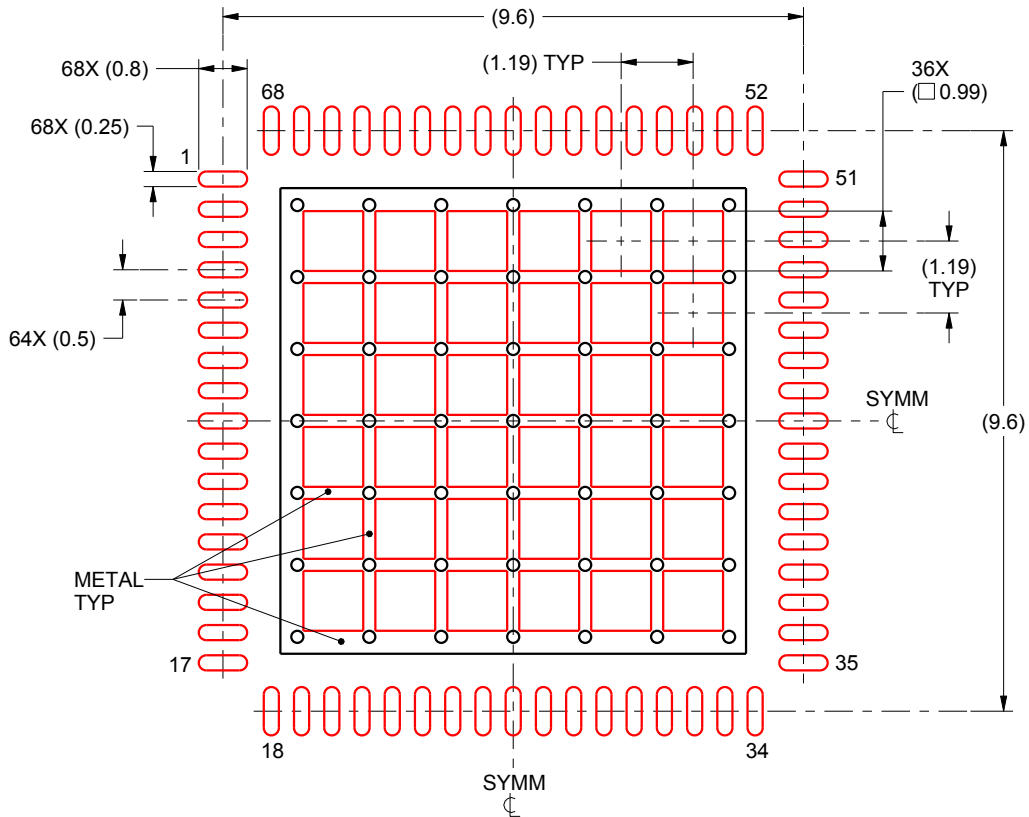 (9.6)
(1.19) TYP
68X (0.8)
36X
(□ 0.99)
68
52
68X (0.25)
1
51
(1.19)
TYP
64X (0.5)
SYMM
℄
(9.6)
METAL
TYP
17
35
18
34
SYMM
℄